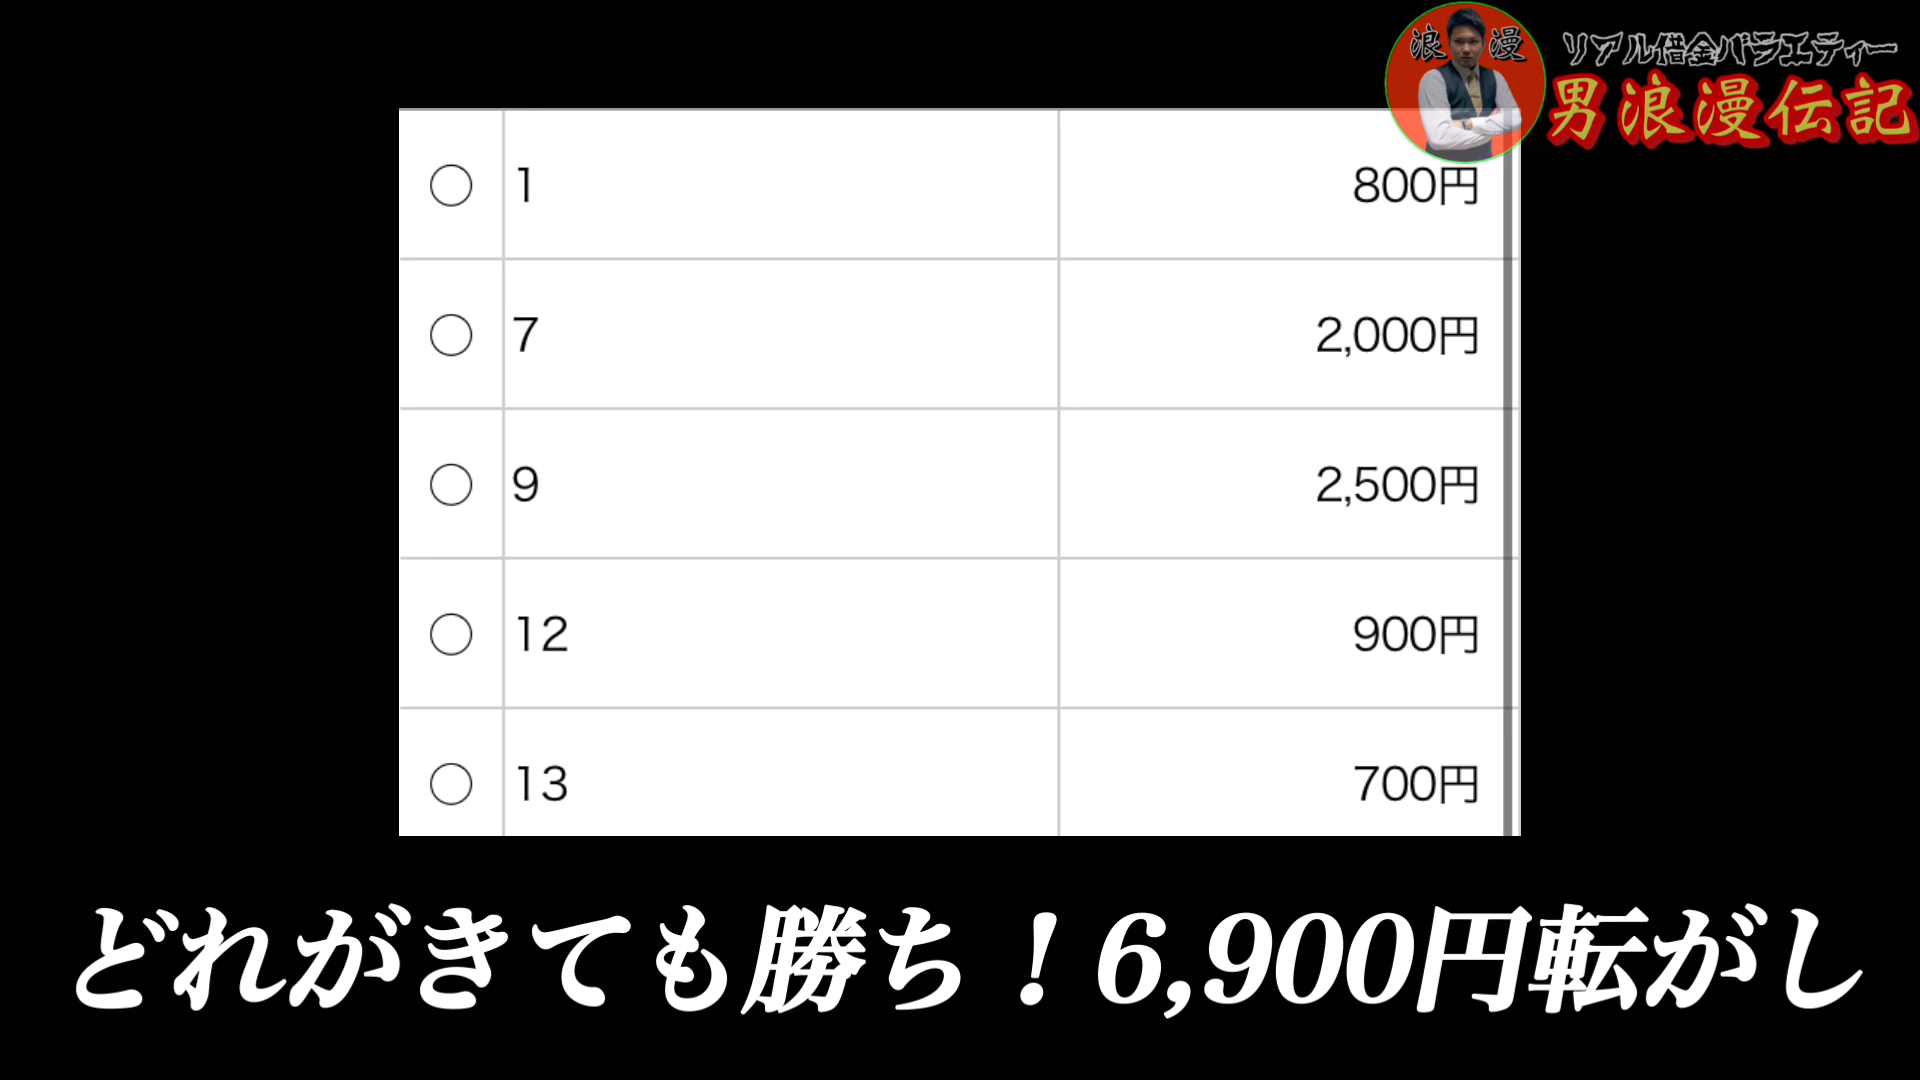 浪漫
リアル借金バラエティー
男浪漫伝記
1 800円
7 2,000円
9 2,500円
12 900円
13 700円
どれがきても勝ち！6,900円転がし